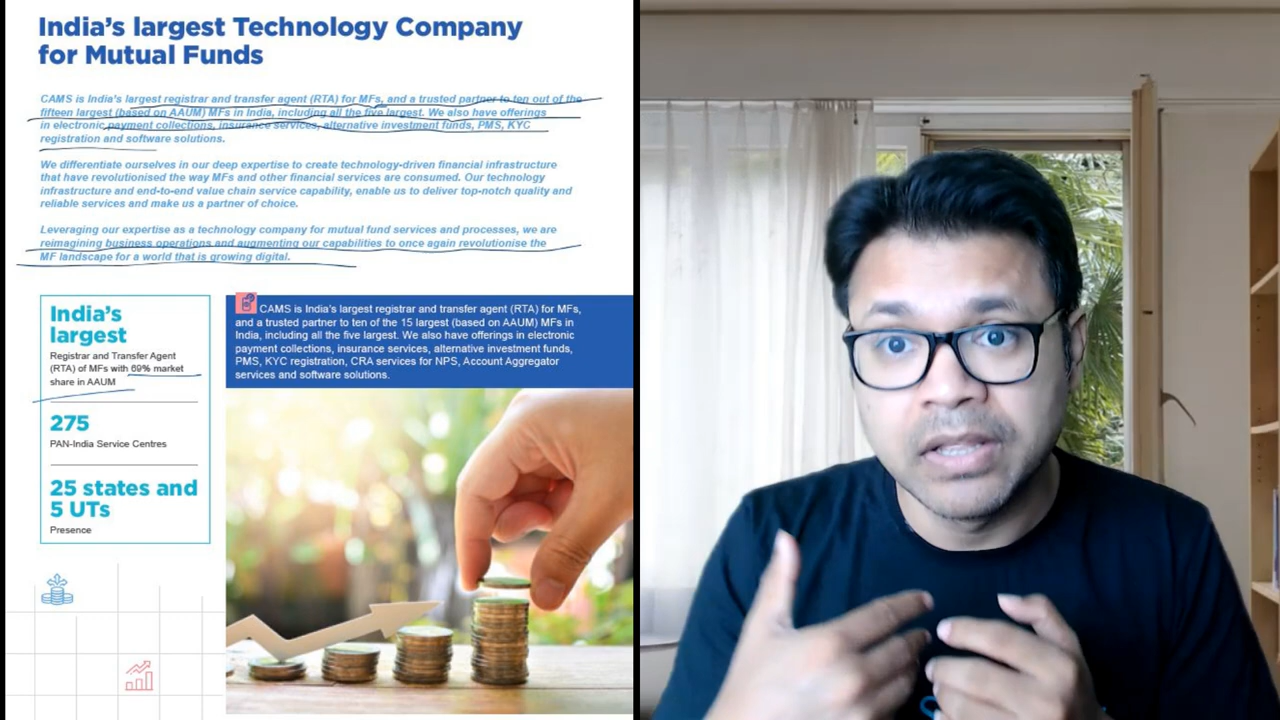 India's largest Technology Company
for Mutual Funds
CAMS is India's largest registrar and transfer agent (RTA) for MFs, and a trusted partner to ten out of the
fifteen largest (based on AAUM) MFs in India, including all the five largest. We also have offerings
in electronic payment collections, insurance services, alternative investment funds, PMS, KYC
registration and software solutions.
We differentiate ourselves in our deep expertise to create technology-driven financial infrastructure
that have revolutionised the way MFs and other financial services are consumed. Our technology
infrastructure and end-to-end value chain service capability, enable us to deliver top-notch quality and
reliable services and make us a partner of choice.
Leveraging our expertise as a technology company for mutual fund services and processes, we are
reimagining business operations and augmenting our capabilities to once again revolutionise the
MF landscape for a world that is growing digital.
India's
largest
Registrar and Transfer Agent
(RTA) of MFs with 69% market
share in AAUM
275
PAN-India Service Centres
25 states and
5 UTs
Presence
CAMS is India's largest registrar and transfer agent (RTA) for MFs,
and a trusted partner to ten of the 15 largest (based on AAUM) MFs in
India, including all the five largest. We also have offerings in electronic
payment collections, insurance services, alternative investment funds,
PMS, KYC registration, CRA services for NPS, Account Aggregator
services and software solutions.